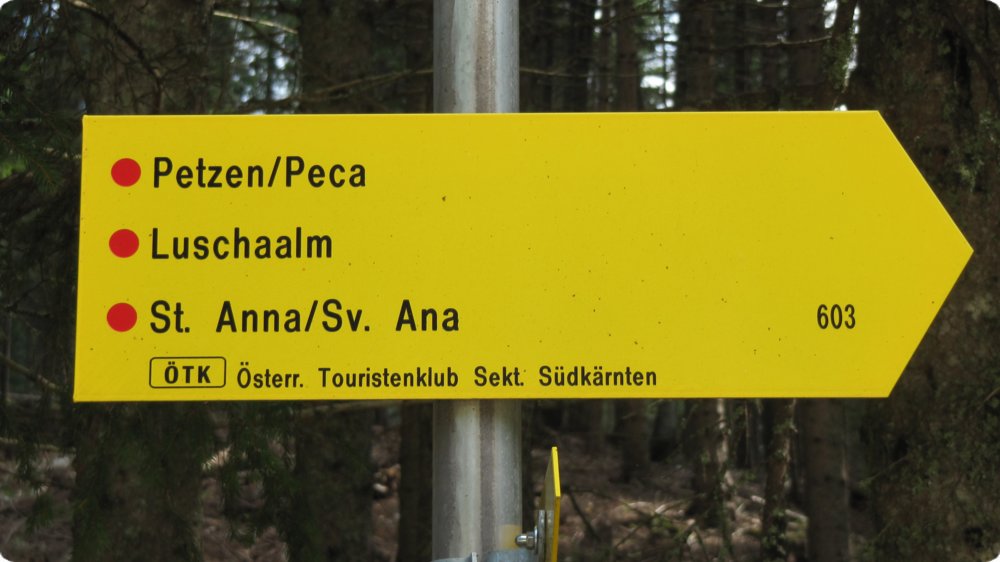 Petzen/Peca
Luschaalm
St. Anna/Sv. Ana 603
ÖTK Österr. Touristenklub Sekt. Südkärnten